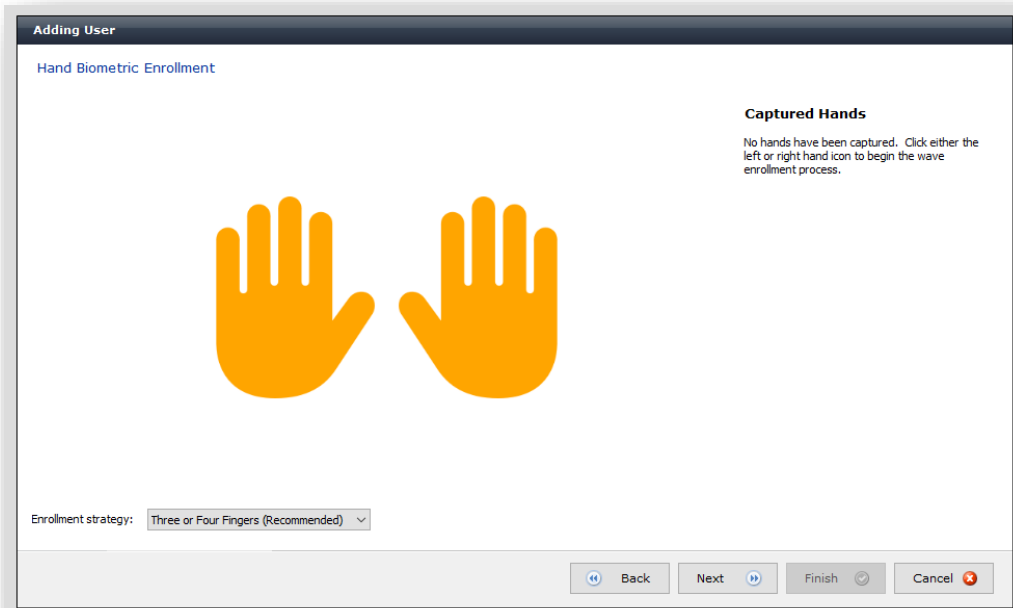 Adding User
Hand Biometric Enrollment
Captured Hands
No hands have been captured.  Click either the
left or right hand icon to begin the wave
enrollment process.
Enrollment strategy: Three or Four Fingers (Recommended)
Back Next Finish Cancel